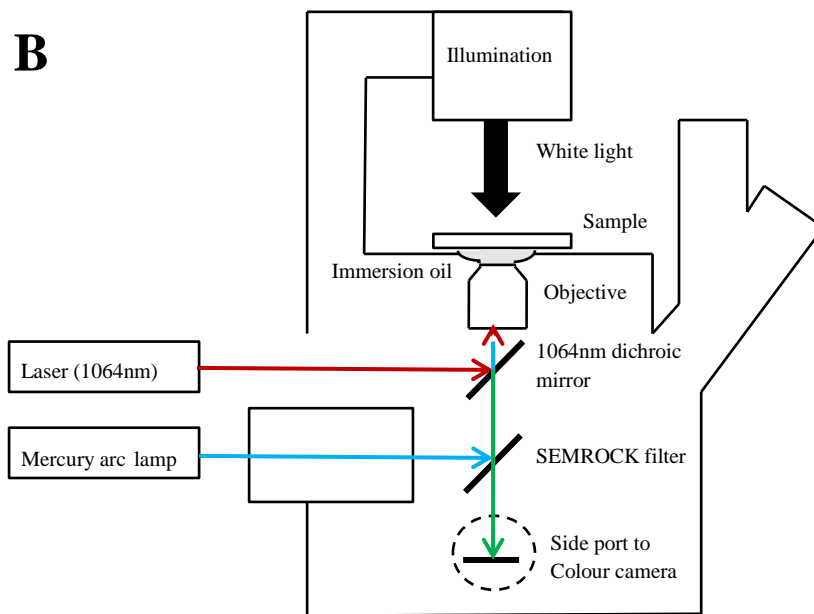 B
Illumination
White light
Sample
Immersion oil
Objective
Laser (1064nm)
1064nm dichroic
mirror
Mercury arc lamp
SEMROCK filter
Side port to
Colour camera